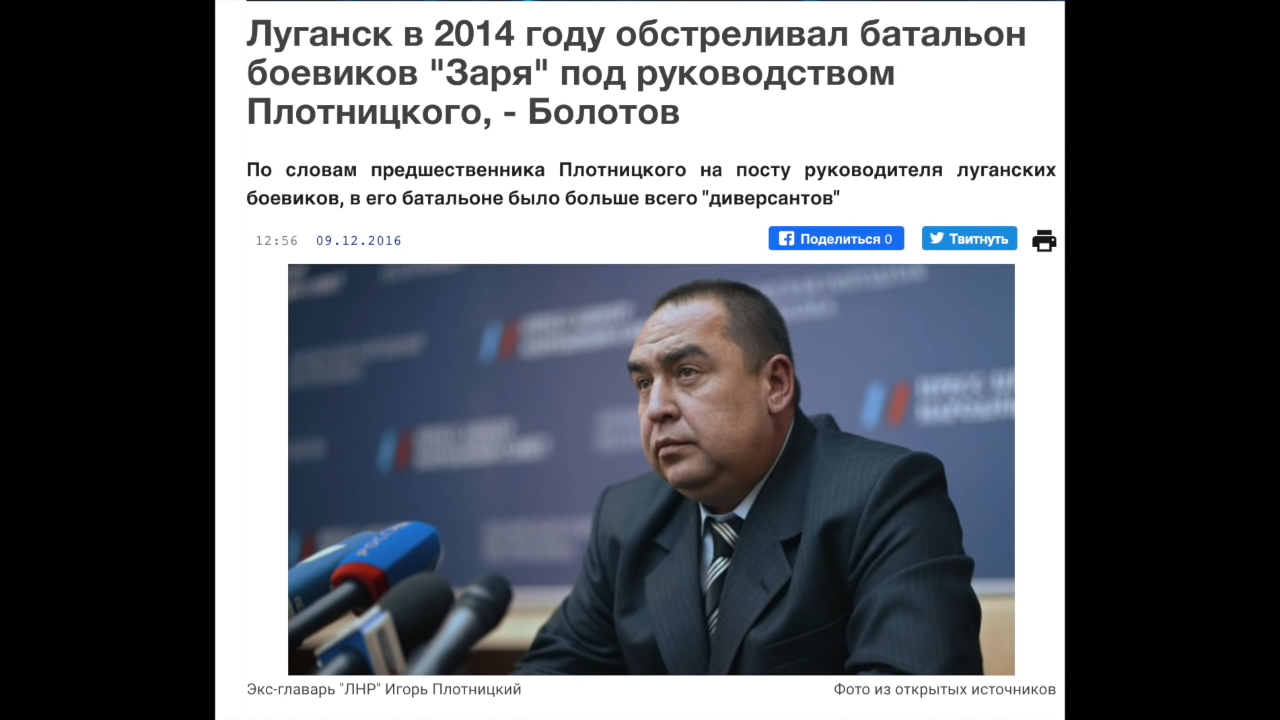 Луганск в 2014 году обстреливал батальон
боевиков "Заря" под руководством
Плотницкого, - Болотов
По словам предшественника Плотницкого на посту руководителя луганских
боевиков, в его батальоне было больше всего "диверсантов"
12:56 09.12.2016
Поделиться 0
Твитнуть
РОССИЯ
Экс-главарь "ЛНР" Игорь Плотницкий
Фото из открытых источников